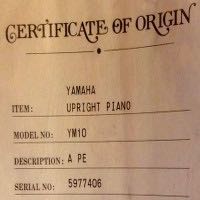 CERTIFICATE OF ORIGIN
YAMAHA
ITEM: UPRIGHT PIANO
MODEL NO: YM10
DESCRIPTION: A PE
SERIAL NO: 5977406